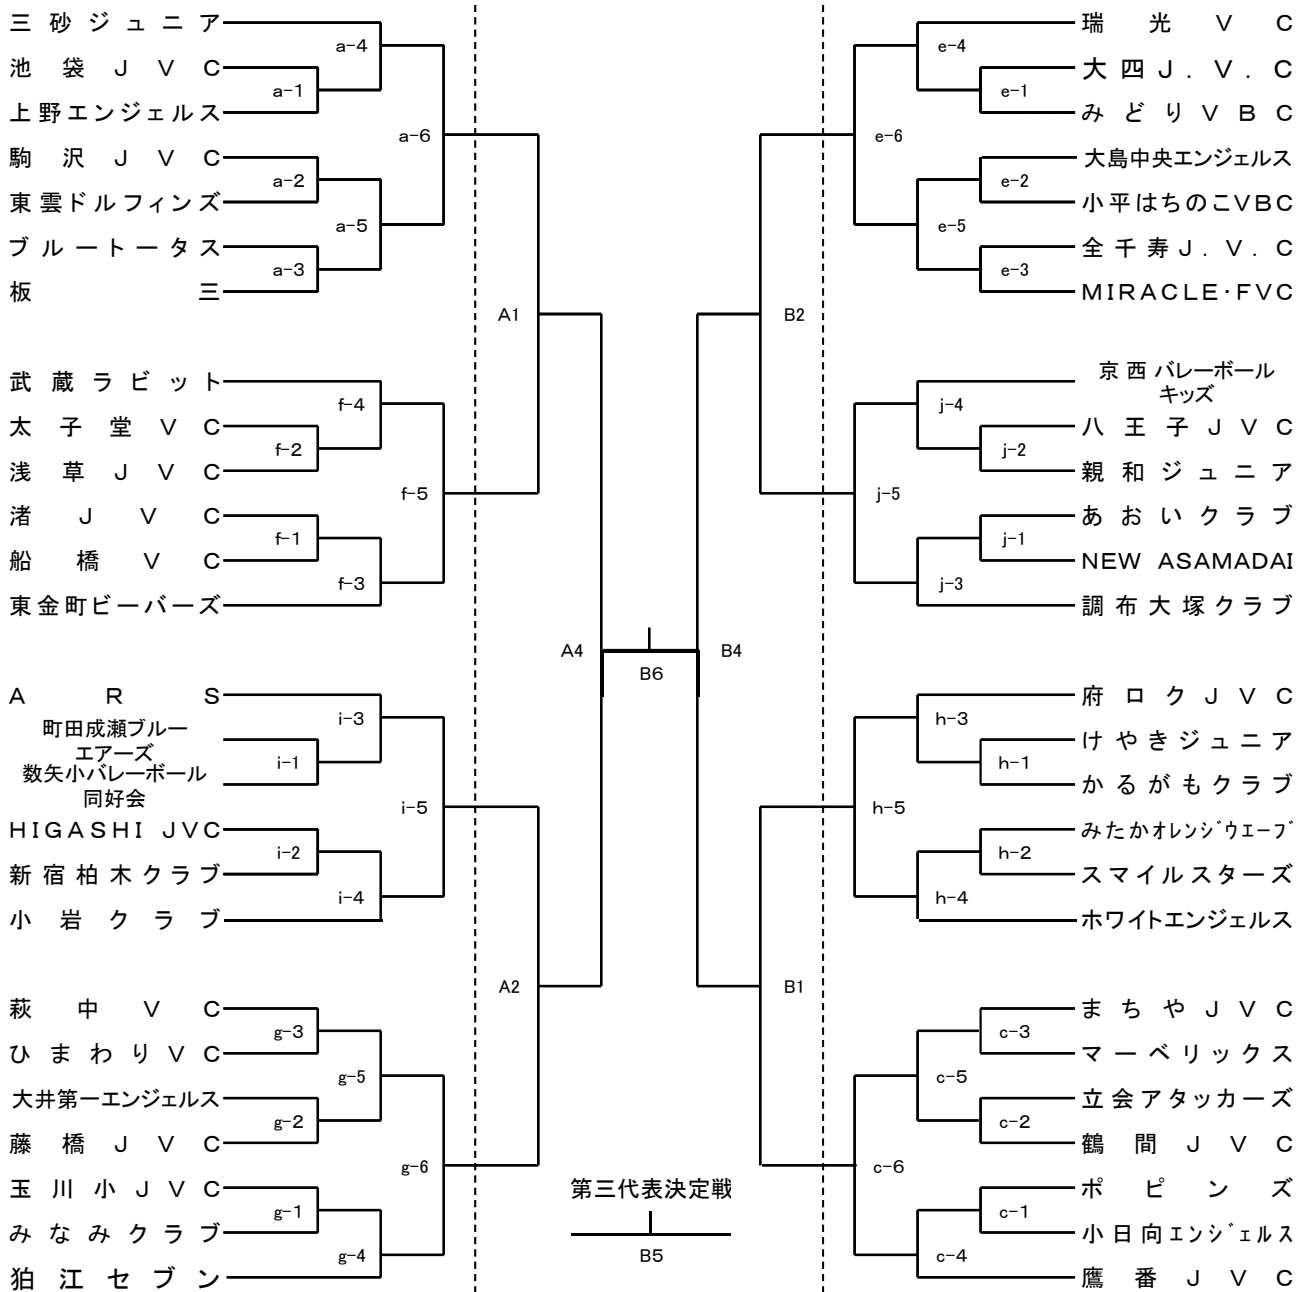 三砂ジュニア
a-4
池袋JVC
a-1
上野エンジェルス
a-6
駒沢JVC
a-2
東雲ドルフィンズ
a-5
ブルートータス
a-3
板三
A1
武蔵ラビット
f-4
太子堂VC
f-2
浅草JVC
f-5
渚JVC
f-1
船橋VC
f-3
東金町ビーバーズ
A4
ARS
i-3
町田成瀬ブルー
エアーズ
i-1
数矢小バレーボール
同好会
i-5
HIGASHI JVC
i-2
新宿柏木クラブ
i-4
小岩クラブ
A2
萩中VC
g-3
ひまわりVC
g-5
大井第一エンジェルス
g-2
藤橋JVC
g-6
玉川小JVC
g-1
みなみクラブ
g-4
狛江セブン
B6
第三代表決定戦
B5
瑞光VC
e-4
大四J.V.C
e-1
みどりVBC
e-6
大島中央エンジェルス
e-2
小平はちのこVBC
e-5
全千寿J.V.C
e-3
MIRACLE・FVC
B2
京西バレーボール
キッズ
j-4
八王子JVC
j-2
親和ジュニア
j-5
あおいクラブ
j-1
NEW ASAMADAI
j-3
調布大塚クラブ
B4
府ロクJVC
h-3
けやきジュニア
h-1
かるがもクラブ
h-5
みたかオレンジウエーブ
h-2
スマイルスターズ
h-4
ホワイトエンジェルス
B1
まちやJVC
c-3
マーベリックス
c-5
立会アタッカーズ
c-2
鶴間JVC
c-6
ポピンズ
c-1
小日向エンジェルス
c-4
鷹番JVC